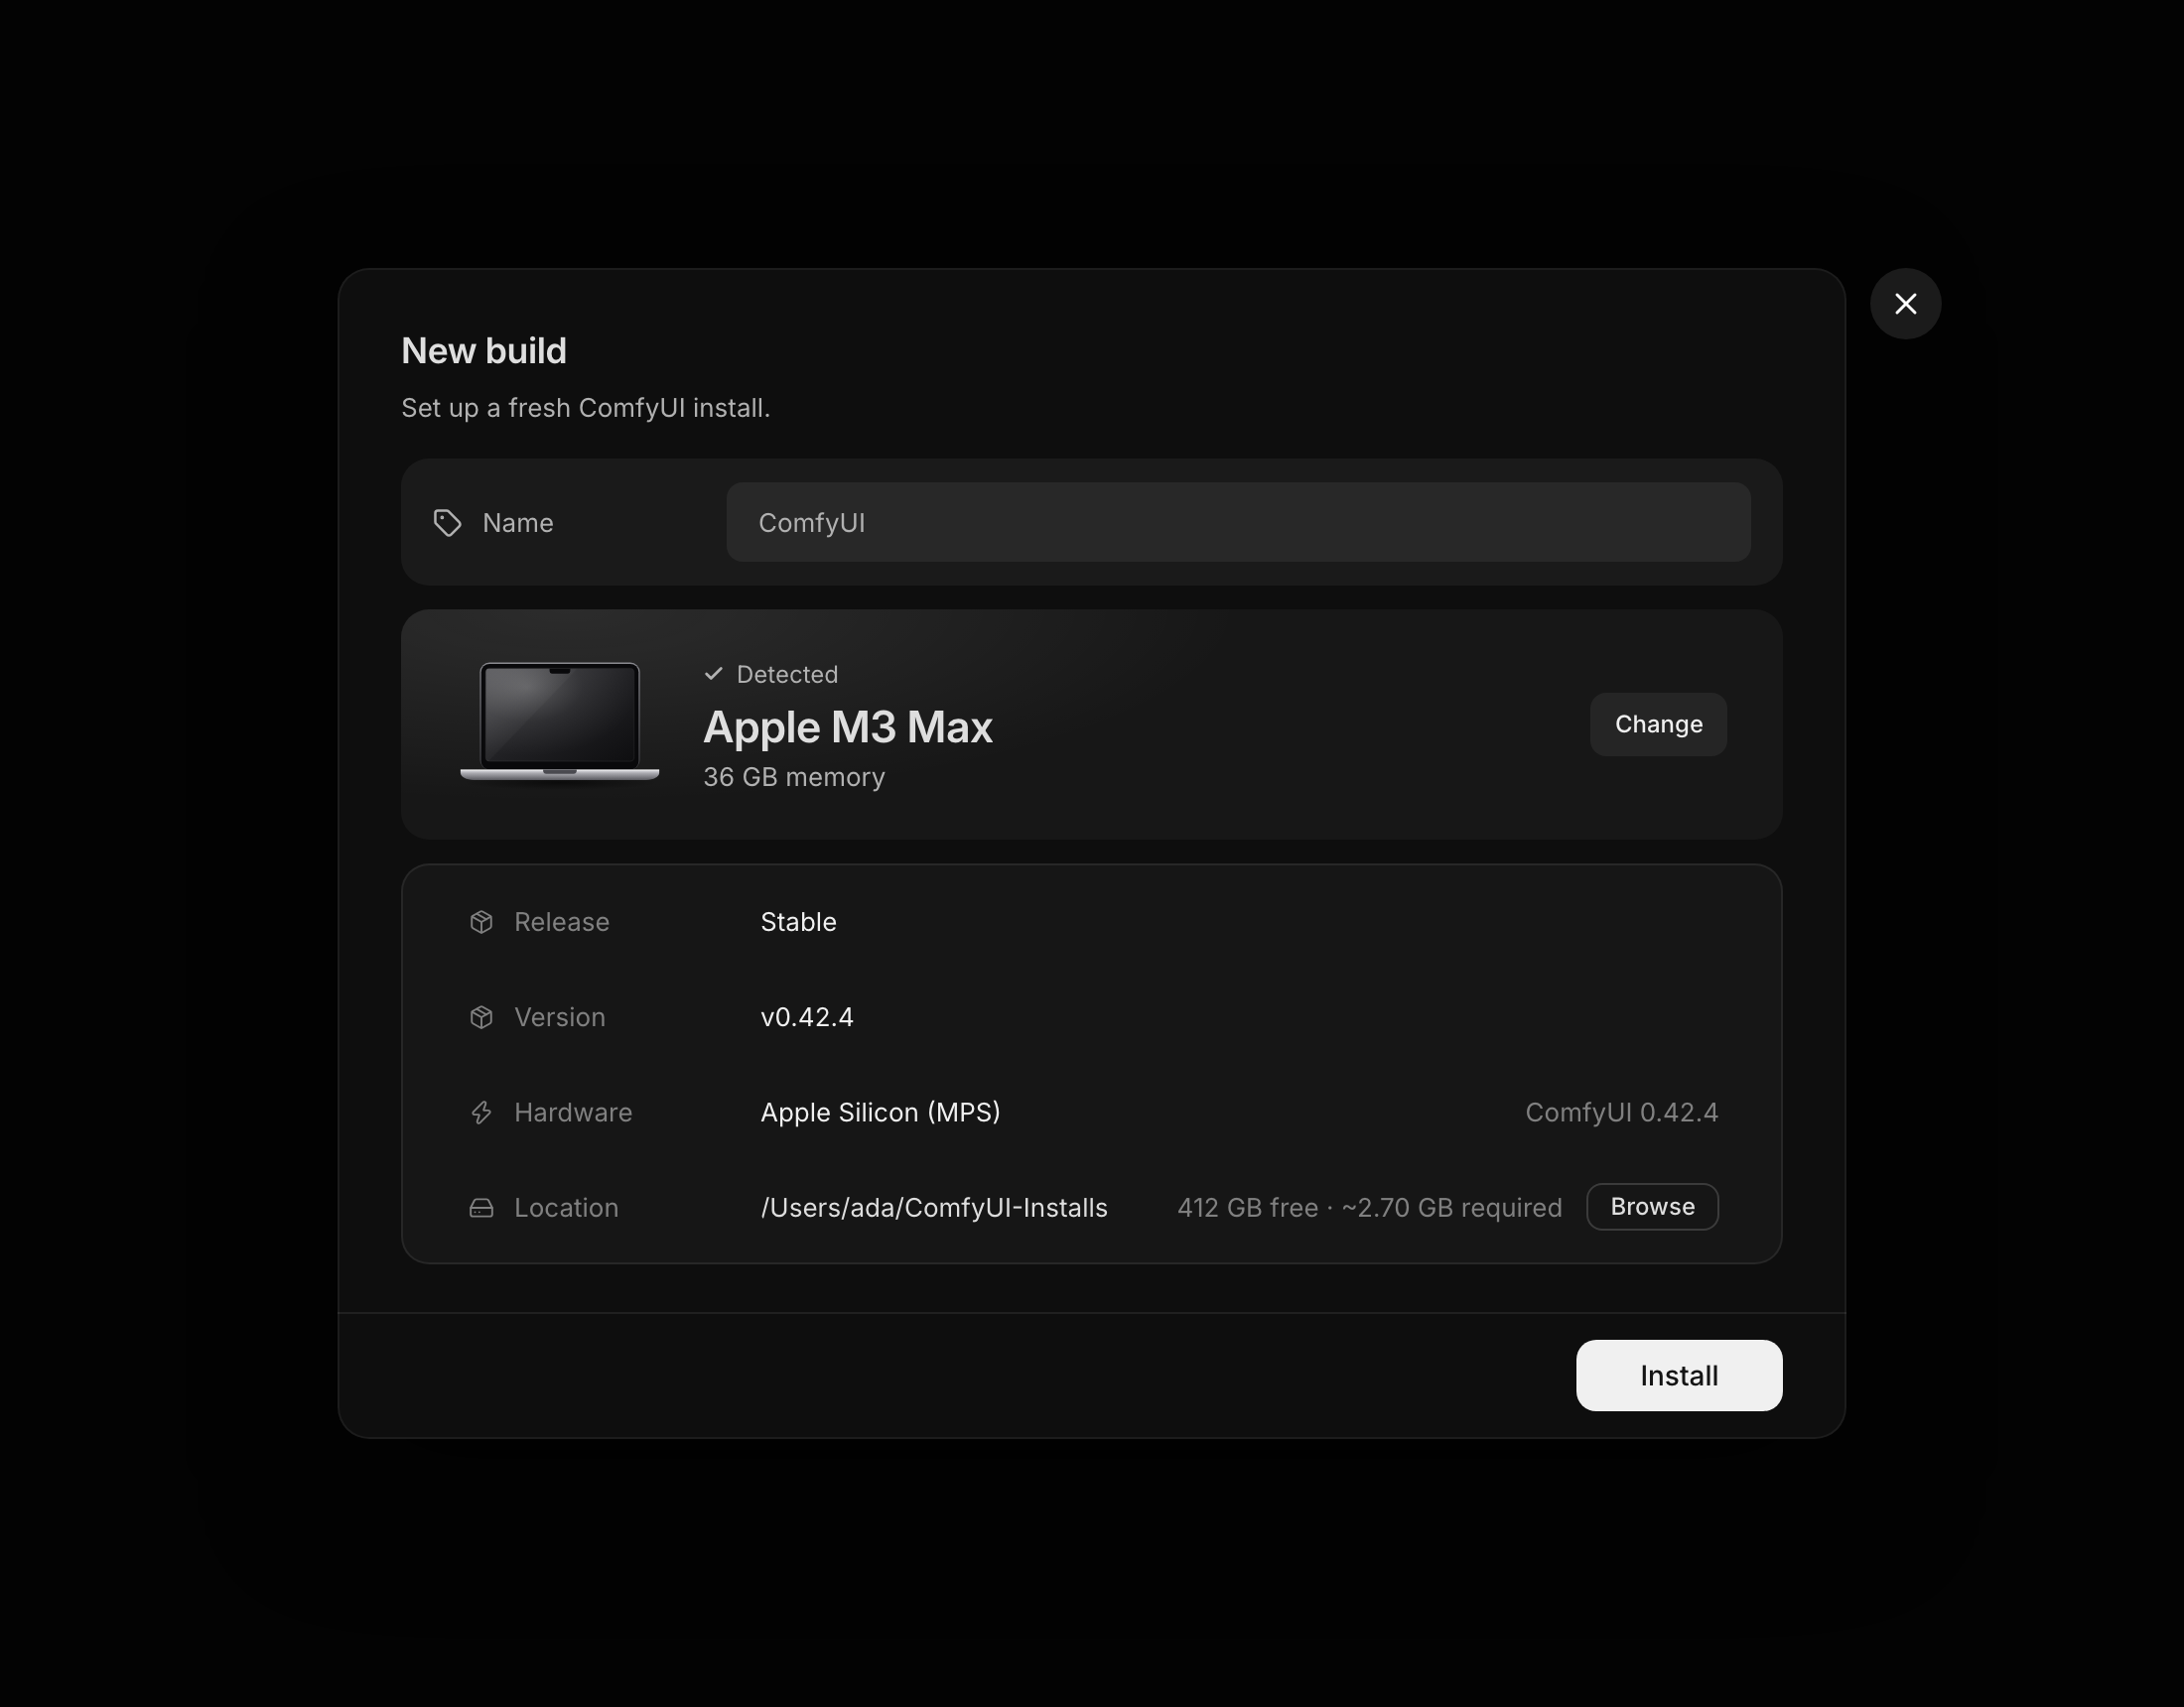 New build
Set up a fresh ComfyUI install.
Name
ComfyUI
Detected
Apple M3 Max
36 GB memory
Change
Release
Stable
Version
v0.42.4
Hardware
Apple Silicon (MPS)
ComfyUI 0.42.4
Location
/Users/ada/ComfyUI-Installs
412 GB free · ~2.70 GB required
Browse
Install